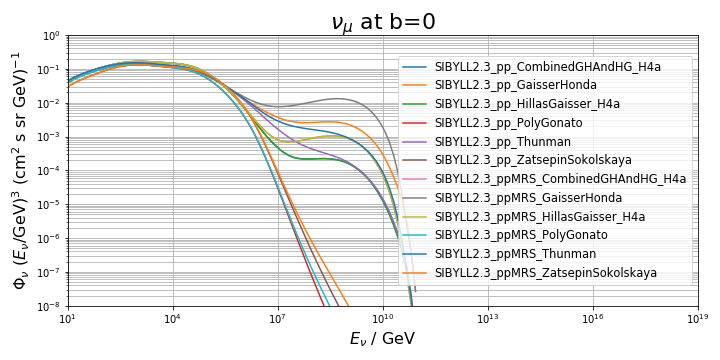 ν_μ at b=0
Φ_ν (E_ν/GeV)^3 (cm^2 s sr GeV)^−1
10^0
10^−1
10^−2
10^−3
10^−4
10^−5
10^−6
10^−7
10^−8
SIBYLL2.3_pp_CombinedGHAndHG_H4a
SIBYLL2.3_pp_GaisserHonda
SIBYLL2.3_pp_HillasGaisser_H4a
SIBYLL2.3_pp_PolyGonato
SIBYLL2.3_pp_Thunman
SIBYLL2.3_pp_ZatsepinSokolskaya
SIBYLL2.3_ppMRS_CombinedGHAndHG_H4a
SIBYLL2.3_ppMRS_GaisserHonda
SIBYLL2.3_ppMRS_HillasGaisser_H4a
SIBYLL2.3_ppMRS_PolyGonato
SIBYLL2.3_ppMRS_Thunman
SIBYLL2.3_ppMRS_ZatsepinSokolskaya
10^1 10^4 10^7 10^10 10^13 10^16 10^19
E_ν / GeV